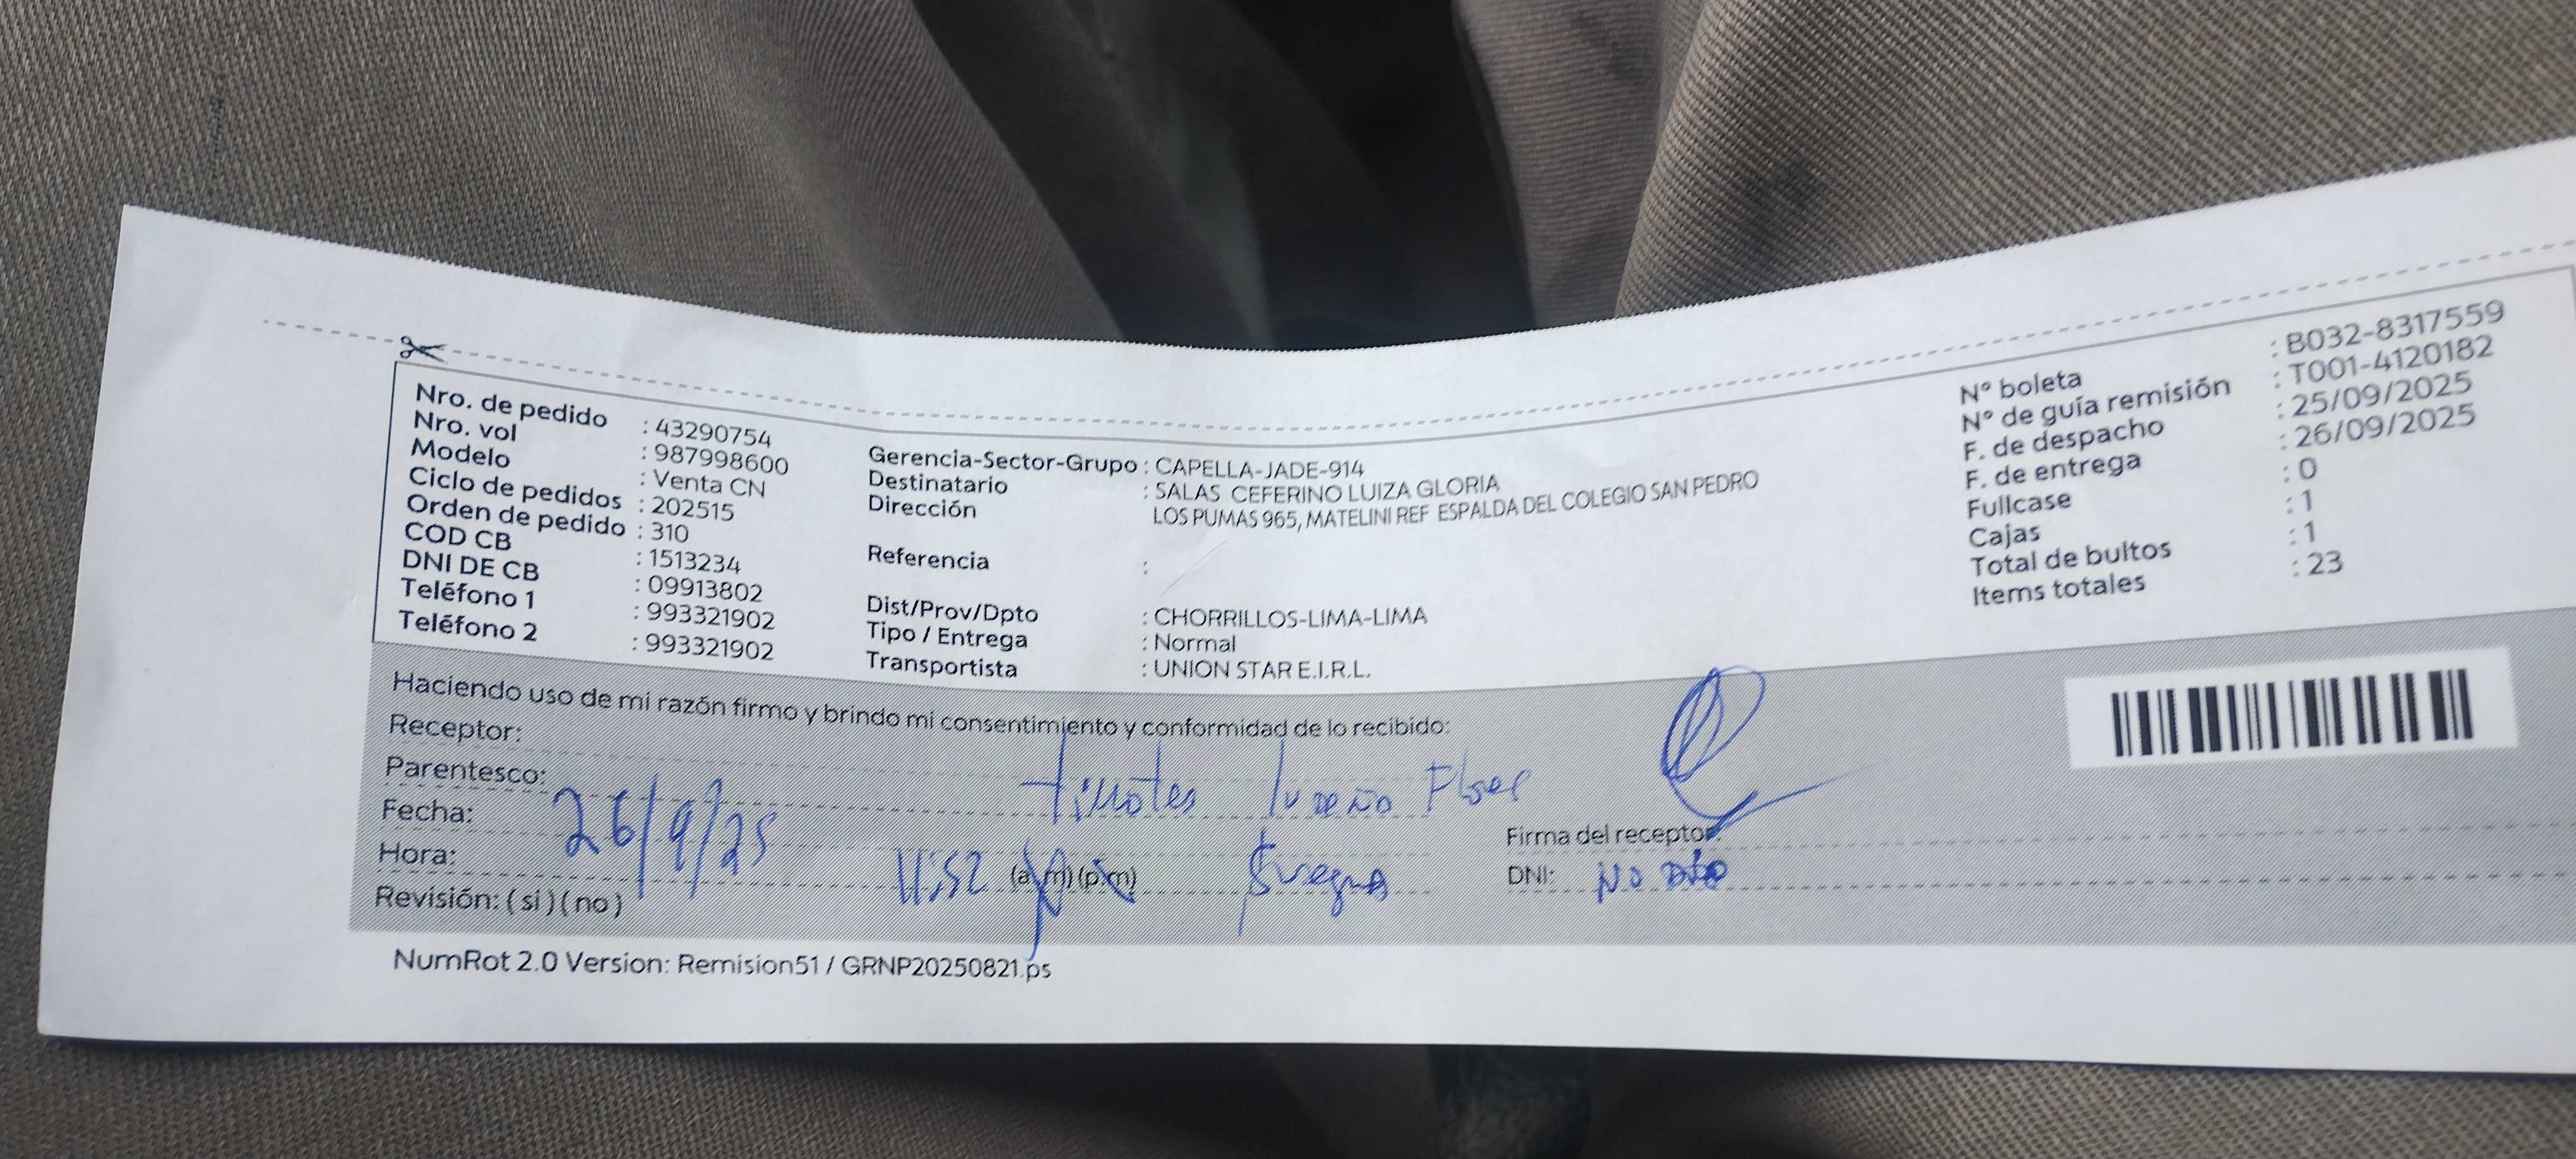 Nro. de pedido : 43290754
Nro. vol : 987998600
Modelo : Venta CN
Ciclo de pedidos : 202515
Orden de pedido : 310
COD CB : 1513234
DNI DE CB : 09913802
Teléfono 1 : 993321902
Teléfono 2 : 993321902
Gerencia-Sector-Grupo : CAPELLA-JADE-914
Destinatario : SALAS CEFERINO LUIZA GLORIA
Dirección LOS PUMAS 965, MATELINI REF ESPALDA DEL COLEGIO SAN PEDRO
Referencia :
Dist/Prov/Dpto : CHORRILLOS-LIMA-LIMA
Tipo / Entrega : Normal
Transportista : UNION STAR E.I.R.L.
N° boleta : B032-8317559
N° de guía remisión : T001-4120182
F. de despacho : 25/09/2025
F. de entrega : 26/09/2025
Fullcase : 0
Cajas : 1
Total de bultos : 1
Items totales : 23
Haciendo uso de mi razón firmo y brindo mi consentimiento y conformidad de lo recibido:
Receptor: Flores
Parentesco:
Fecha: 26/9/25
Hora: 11:52 (a.m) (p.m)
Revisión: ( si ) ( no )
Firma del receptor:
DNI: NO DIO
NumRot 2.0 Version: Remision51 / GRNP20250821.ps